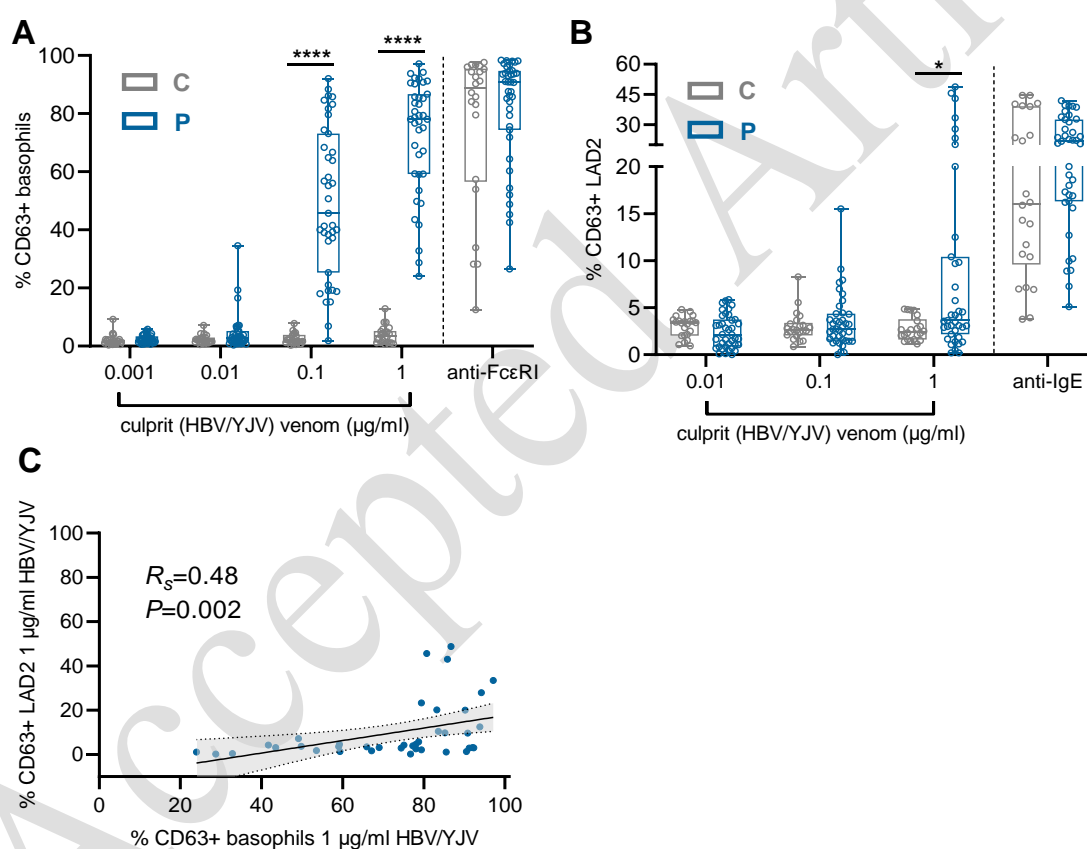 A
100
80
60
40
20
0
% CD63+ basophils
C
P
****
****
0.001 0.01 0.1 1 anti-FcεRI
culprit (HBV/YJV) venom (µg/ml)
B
60
45
30
20
15
10
5
0
% CD63+ LAD2
C
P
*
0.01 0.1 1 anti-IgE
culprit (HBV/YJV) venom (µg/ml)
C
100
80
60
40
20
0
% CD63+ LAD2 1 µg/ml HBV/YJV
Rs=0.48
P=0.002
0 20 40 60 80 100
% CD63+ basophils 1 µg/ml HBV/YJV
Accepted Arti